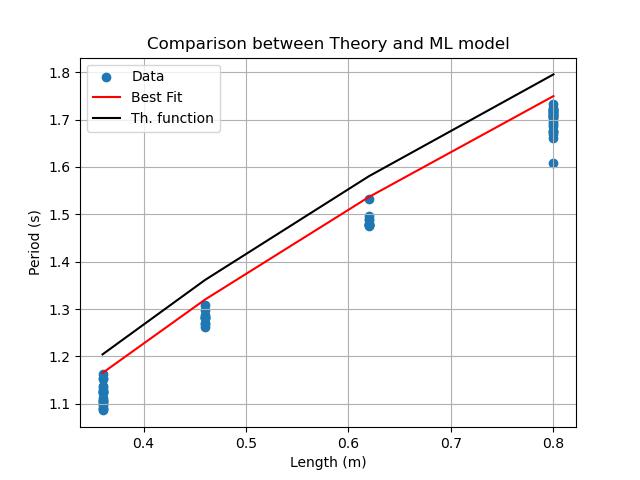 Comparison between Theory and ML model
Data
Best Fit
Th. function
1.8
1.7
1.6
1.5
1.4
1.3
1.2
1.1
Period (s)
0.4 0.5 0.6 0.7 0.8
Length (m)